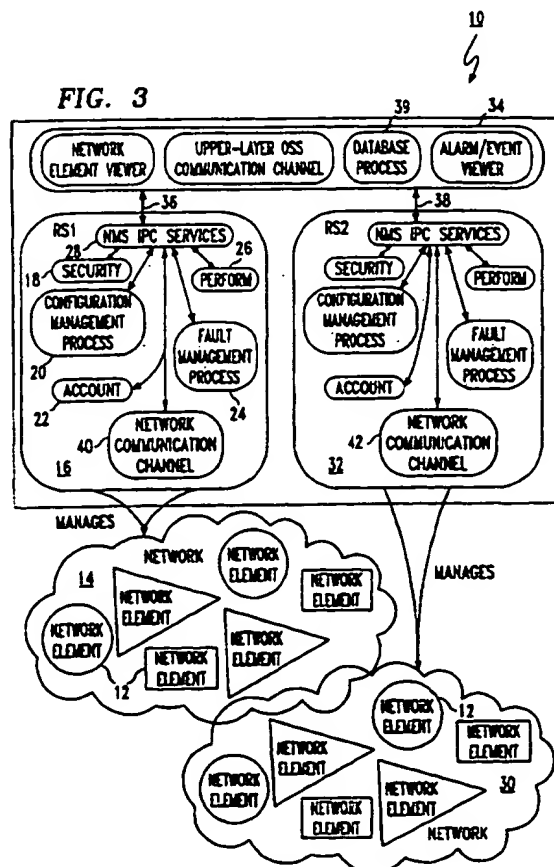 10
FIG. 3
39
34
NETWORK
ELEMENT VIEWER
UPPER-LAYER OSS
COMMUNICATION CHANNEL
DATABASE
PROCESS
ALARM/EVENT
VIEWER
36
38
RS1
NMS IPC SERVICES
28
26
18
SECURITY
PERFORM
CONFIGURATION
MANAGEMENT
PROCESS
20
FAULT
MANAGEMENT
PROCESS
ACCOUNT
22
24
40
NETWORK
COMMUNICATION
CHANNEL
16
RS2
NMS IPC SERVICES
SECURITY
PERFORM
CONFIGURATION
MANAGEMENT
PROCESS
FAULT
MANAGEMENT
PROCESS
ACCOUNT
42
NETWORK
COMMUNICATION
CHANNEL
32
MANAGES
MANAGES
14
NETWORK
NETWORK
ELEMENT
NETWORK
ELEMENT
NETWORK
ELEMENT
NETWORK
ELEMENT
NETWORK
ELEMENT
12
NETWORK
ELEMENT
NETWORK
ELEMENT
12
NETWORK
ELEMENT
NETWORK
ELEMENT
NETWORK
ELEMENT
NETWORK
ELEMENT
NETWORK
ELEMENT
30
NETWORK